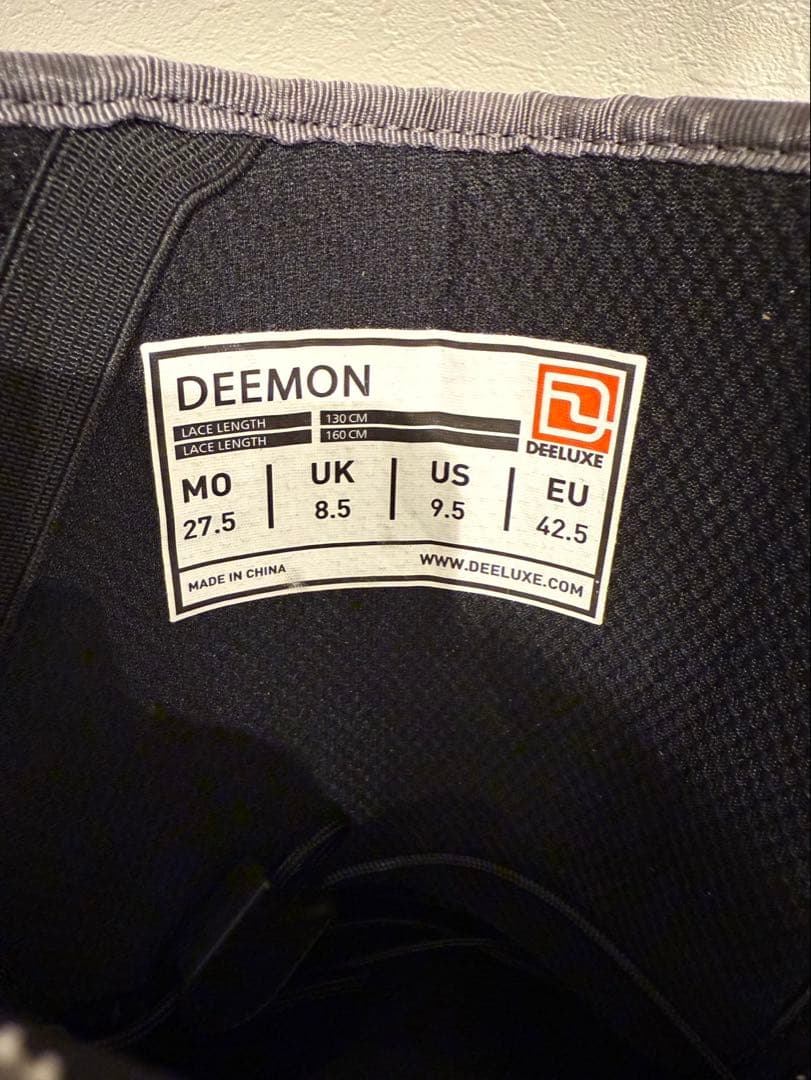 DEEMON
LACE LENGTH 130 CM
LACE LENGTH 160 CM
DEELUXE
MO UK US EU
27.5 8.5 9.5 42.5
MADE IN CHINA WWW.DEELUXE.COM